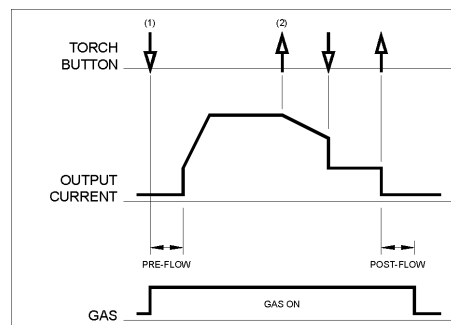 (1)
(2)
TORCH
BUTTON
OUTPUT
CURRENT
PRE-FLOW
POST-FLOW
GAS ON
GAS